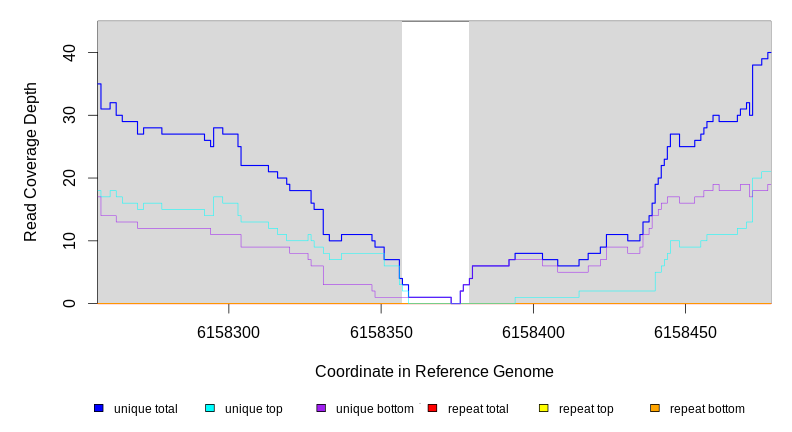 40
30
20
10
0
Read Coverage Depth
6158300 6158350 6158400 6158450
Coordinate in Reference Genome
unique total unique top unique bottom repeat total repeat top repeat bottom